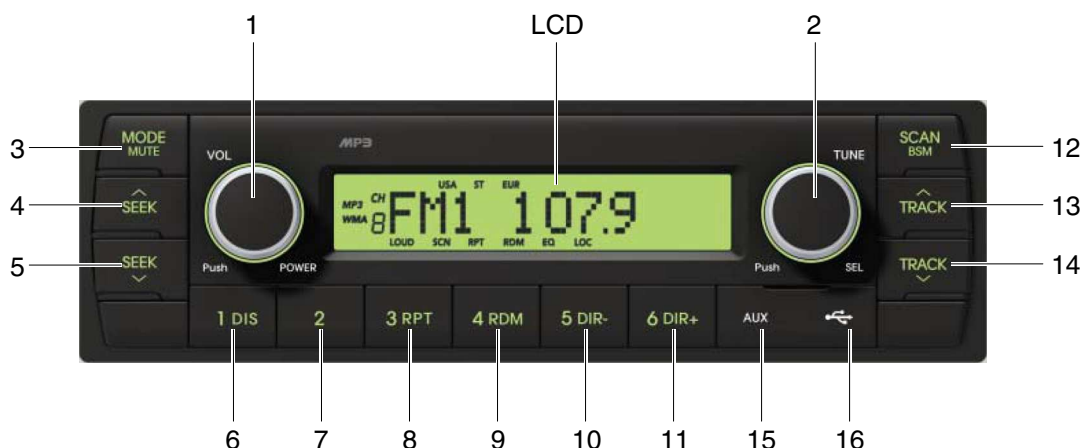 1 LCD 2
3 MODE MUTE VOL MP3 TUNE SCAN BSM 12
4 SEEK USA ST EUR TRACK 13
MP3 CH
WMA 8 FM1 107.9
LOUD SCN RPT RDM EQ LOC
5 SEEK Push POWER Push SEL TRACK 14
1 DIS 2 3 RPT 4 RDM 5 DIR- 6 DIR+ AUX
6 7 8 9 10 11 15 16